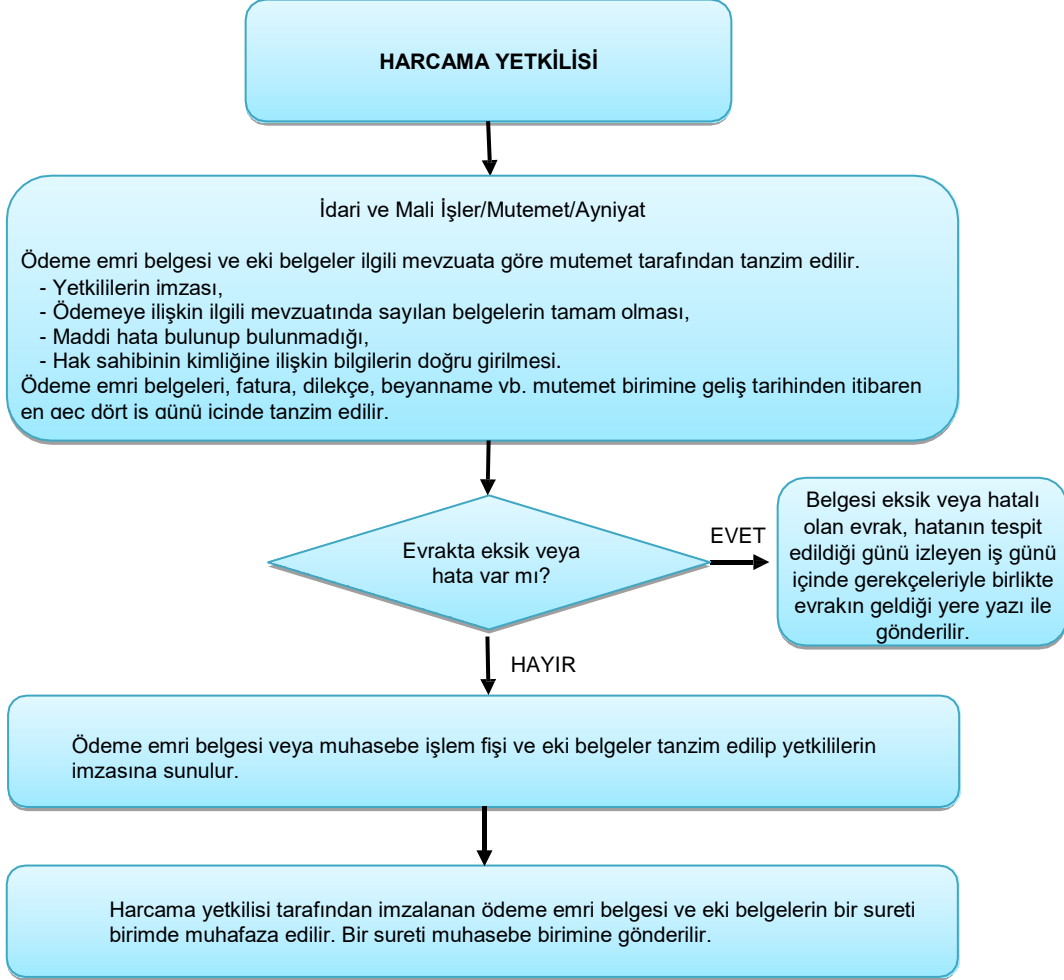 HARCAMA YETKİLİSİ
İdari ve Mali İşler/Mutemet/Ayniyat
Ödeme emri belgesi ve eki belgeler ilgili mevzuata göre mutemet tarafından tanzim edilir.
- Yetkililerin imzası,
- Ödemeye ilişkin ilgili mevzuatında sayılan belgelerin tamam olması,
- Maddi hata bulunup bulunmadığı,
- Hak sahibinin kimliğine ilişkin bilgilerin doğru girilmesi.
Ödeme emri belgeleri, fatura, dilekçe, beyanname vb. mutemet birimine geliş tarihinden itibaren
en geç dört iş günü içinde tanzim edilir.
Evrakta eksik veya
hata var mı?
EVET
Belgesi eksik veya hatalı
olan evrak, hatanın tespit
edildiği günü izleyen iş günü
içinde gerekçeleriyle birlikte
evrakın geldiği yere yazı ile
gönderilir.
HAYIR
Ödeme emri belgesi veya muhasebe işlem fişi ve eki belgeler tanzim edilip yetkililerin
imzasına sunulur.
Harcama yetkilisi tarafından imzalanan ödeme emri belgesi ve eki belgelerin bir sureti
birimde muhafaza edilir. Bir sureti muhasebe birimine gönderilir.